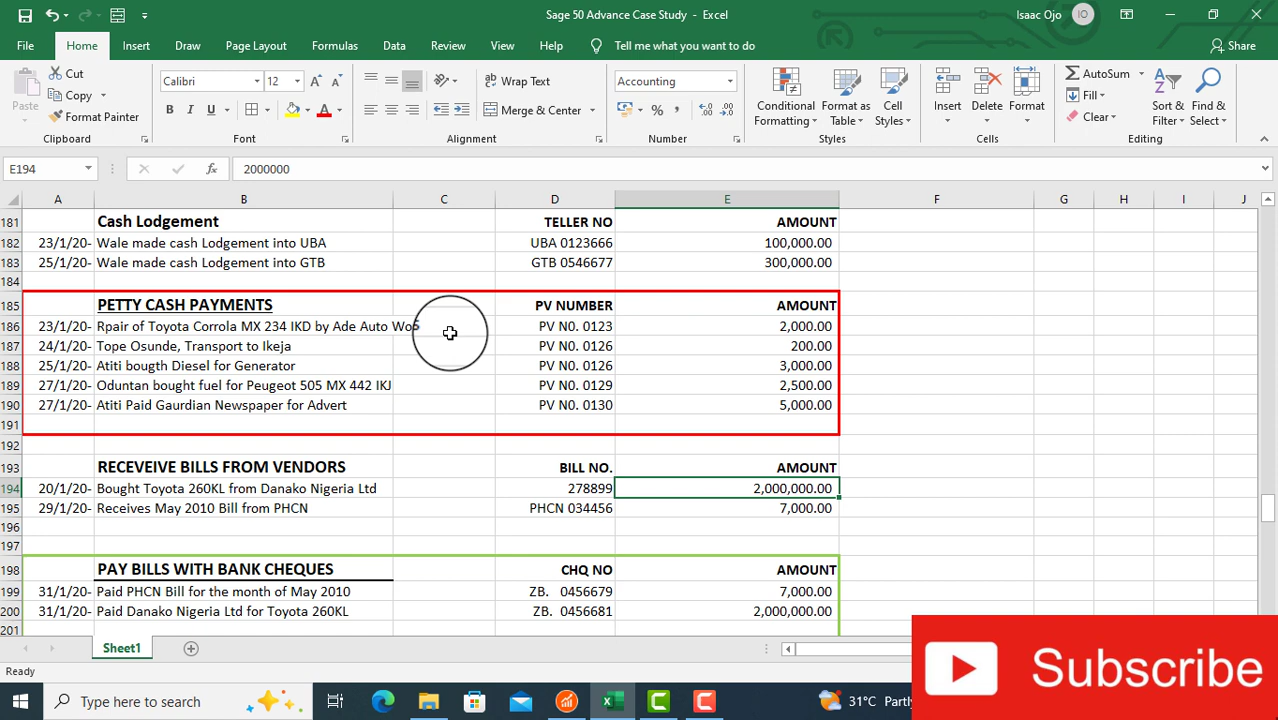 Sage 50 Advance Case Study - Excel
Isaac Ojo
File Home Insert Draw Page Layout Formulas Data Review View Help Tell me what you want to do Share
Paste
Cut
Copy
Format Painter
Clipboard
Calibri 12
B I U
Font
Wrap Text
Merge & Center
Alignment
Accounting
Number
Conditional Formatting
Format as Table
Cell Styles
Styles
Insert
Delete
Format
Cells
AutoSum
Fill
Clear
Sort & Filter
Find & Select
Editing
E194 fx 2000000
A B C D E F G H I J
181 Cash Lodgement TELLER NO AMOUNT
182 23/1/20- Wale made cash Lodgement into UBA UBA 0123666 100,000.00
183 25/1/20- Wale made cash Lodgement into GTB GTB 0546677 300,000.00
184
185 PETTY CASH PAYMENTS PV NUMBER AMOUNT
186 23/1/20- Rpair of Toyota Corrola MX 234 IKD by Ade Auto WoS PV N0. 0123 2,000.00
187 24/1/20- Tope Osunde, Transport to Ikeja PV N0. 0126 200.00
188 25/1/20- Atiti bougth Diesel for Generator PV N0. 0126 3,000.00
189 27/1/20- Oduntan bought fuel for Peugeot 505 MX 442 IKJ PV N0. 0129 2,500.00
190 27/1/20- Atiti Paid Gaurdian Newspaper for Advert PV N0. 0130 5,000.00
191
192
193 RECEVEIVE BILLS FROM VENDORS BILL NO. AMOUNT
194 20/1/20- Bought Toyota 260KL from Danako Nigeria Ltd 278899 2,000,000.00
195 29/1/20- Receives May 2010 Bill from PHCN PHCN 034456 7,000.00
196
197
198 PAY BILLS WITH BANK CHEQUES CHQ NO AMOUNT
199 31/1/20- Paid PHCN Bill for the month of May 2010 ZB. 0456679 7,000.00
200 31/1/20- Paid Danako Nigeria Ltd for Toyota 260KL ZB. 0456681 2,000,000.00
201
Sheet1
Ready
Subscribe
Type here to search
31°C Partly